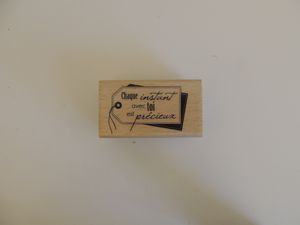 Chaque instant
avec toi
est précieux